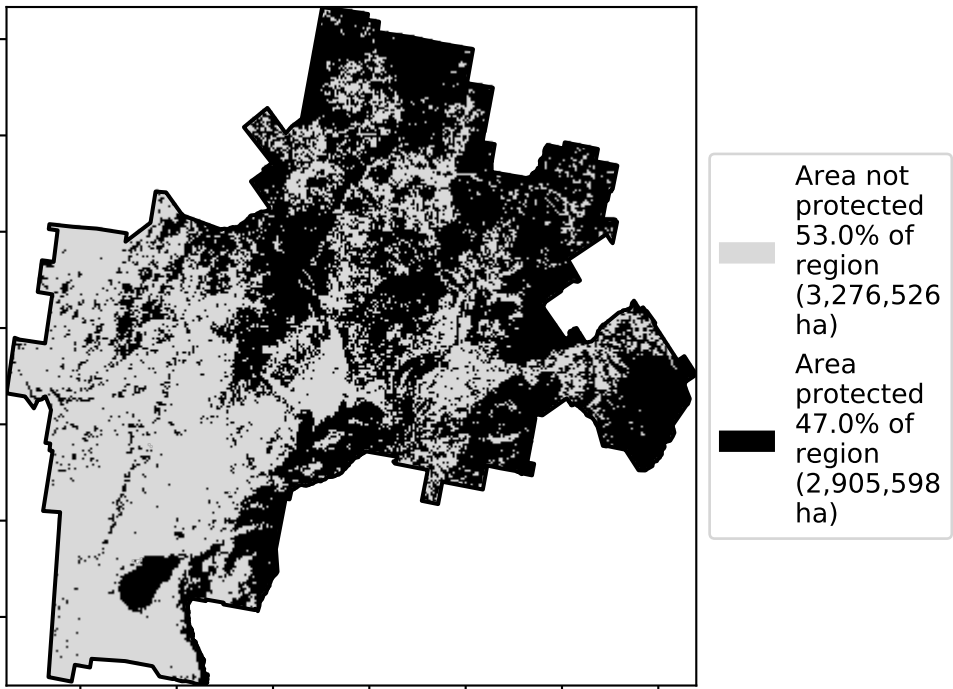 Area not
protected
53.0% of
region
(3,276,526
ha)
Area
protected
47.0% of
region
(2,905,598
ha)